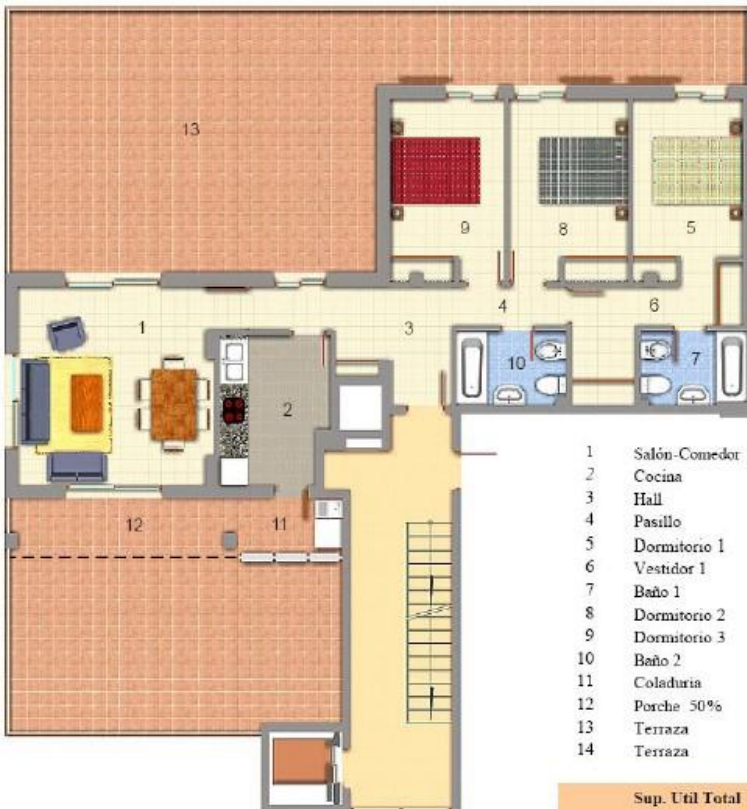 13
9
8
5
1
3
4
6
10
7
2
12
11
1 Salón-Comedor
2 Cocina
3 Hall
4 Pasillo
5 Dormitorio 1
6 Vestidor 1
7 Baño 1
8 Dormitorio 2
9 Dormitorio 3
10 Baño 2
11 Coladuria
12 Porche 50%
13 Terraza
14 Terraza
Sup. Util Total